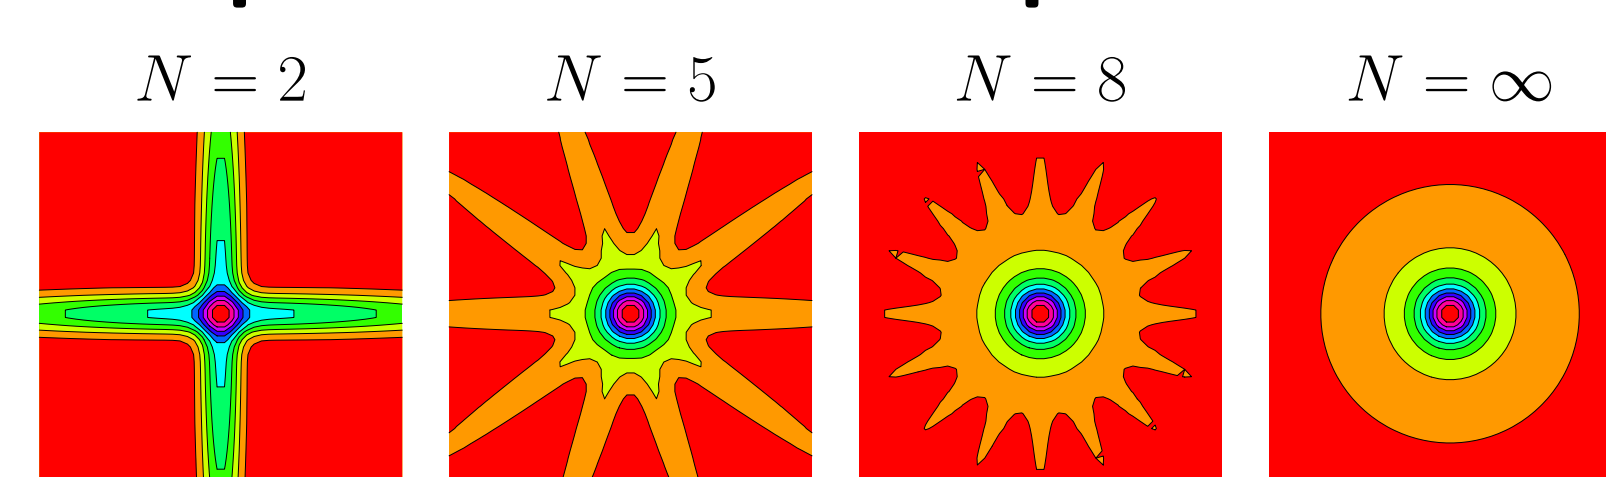 N = 2 N = 5 N = 8 N = ∞